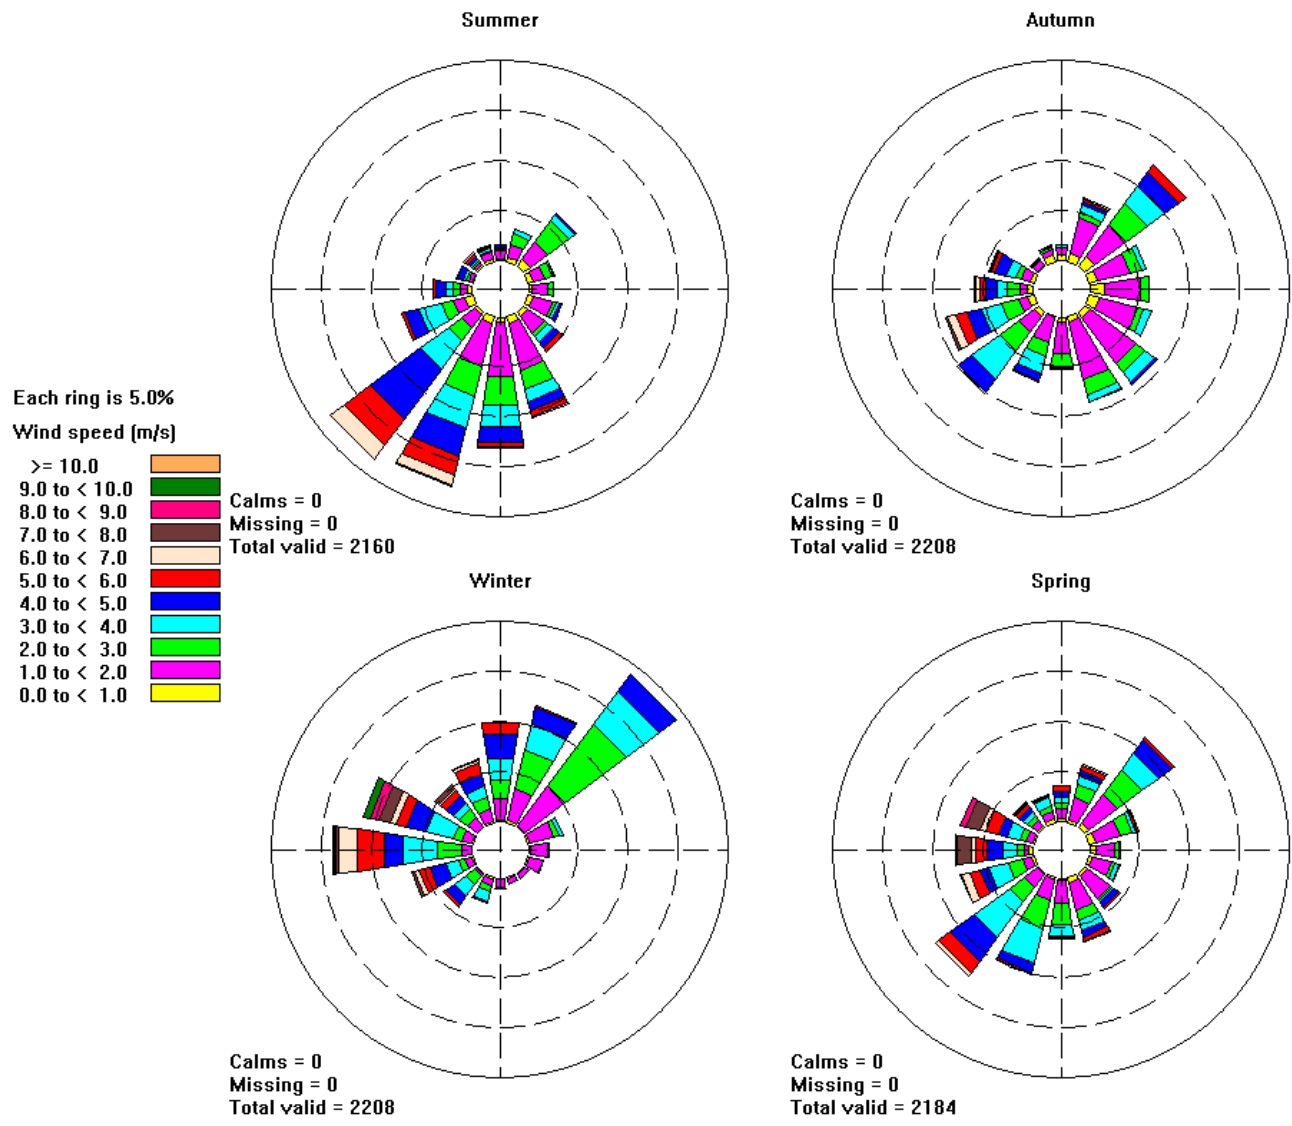 Summer
Autumn
Each ring is 5.0%
Wind speed (m/s)
>= 10.0
9.0 to < 10.0
8.0 to < 9.0
7.0 to < 8.0
6.0 to < 7.0
5.0 to < 6.0
4.0 to < 5.0
3.0 to < 4.0
2.0 to < 3.0
1.0 to < 2.0
0.0 to < 1.0
Calms = 0
Missing = 0
Total valid = 2160
Calms = 0
Missing = 0
Total valid = 2208
Winter
Spring
Calms = 0
Missing = 0
Total valid = 2208
Calms = 0
Missing = 0
Total valid = 2184